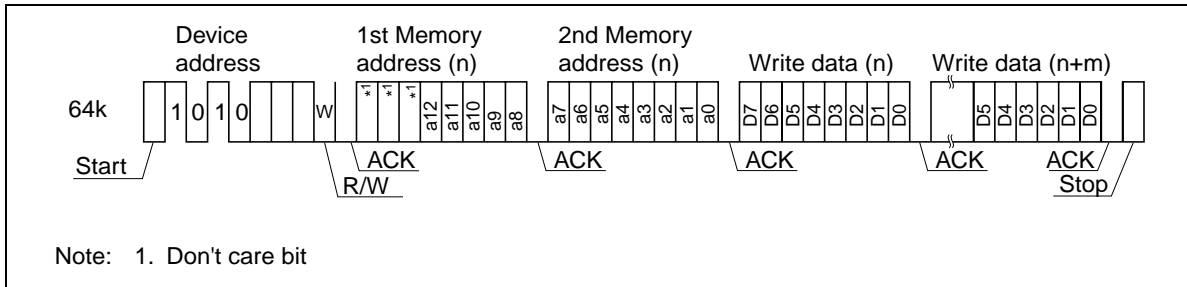 Device address 1st Memory address (n) 2nd Memory address (n) Write data (n) Write data (n+m)
64k 1 0 1 0 W *1 *1 *1 a12 a11 a10 a9 a8 a7 a6 a5 a4 a3 a2 a1 a0 D7 D6 D5 D4 D3 D2 D1 D0 D5 D4 D3 D2 D1 D0
Start ACK ACK ACK ACK ACK
R/W Stop
Note: 1. Don't care bit